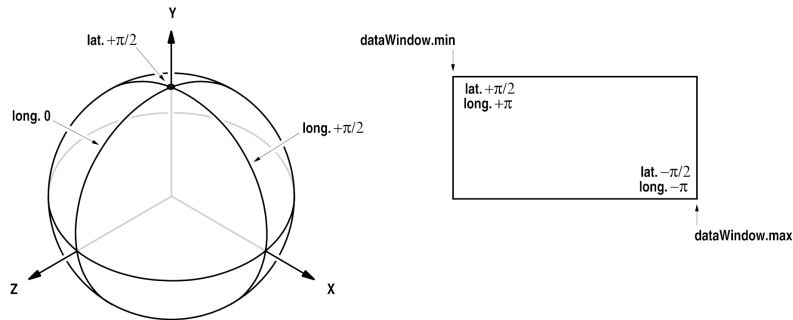 Y
lat. +π/2
long. 0
long. +π/2
Z
X
dataWindow.min
lat. +π/2
long. +π
lat. −π/2
long. −π
dataWindow.max